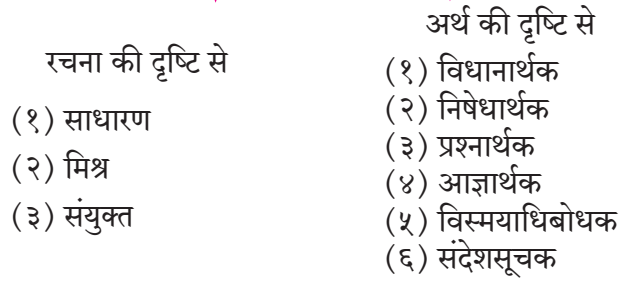 रचना की दृष्टि से
(१) साधारण
(२) मिश्र
(३) संयुक्त
अर्थ की दृष्टि से
(१) विधानार्थक
(२) निषेधार्थक
(३) प्रश्नार्थक
(४) आज्ञार्थक
(५) विस्मयाधिबोधक
(६) संदेशसूचक